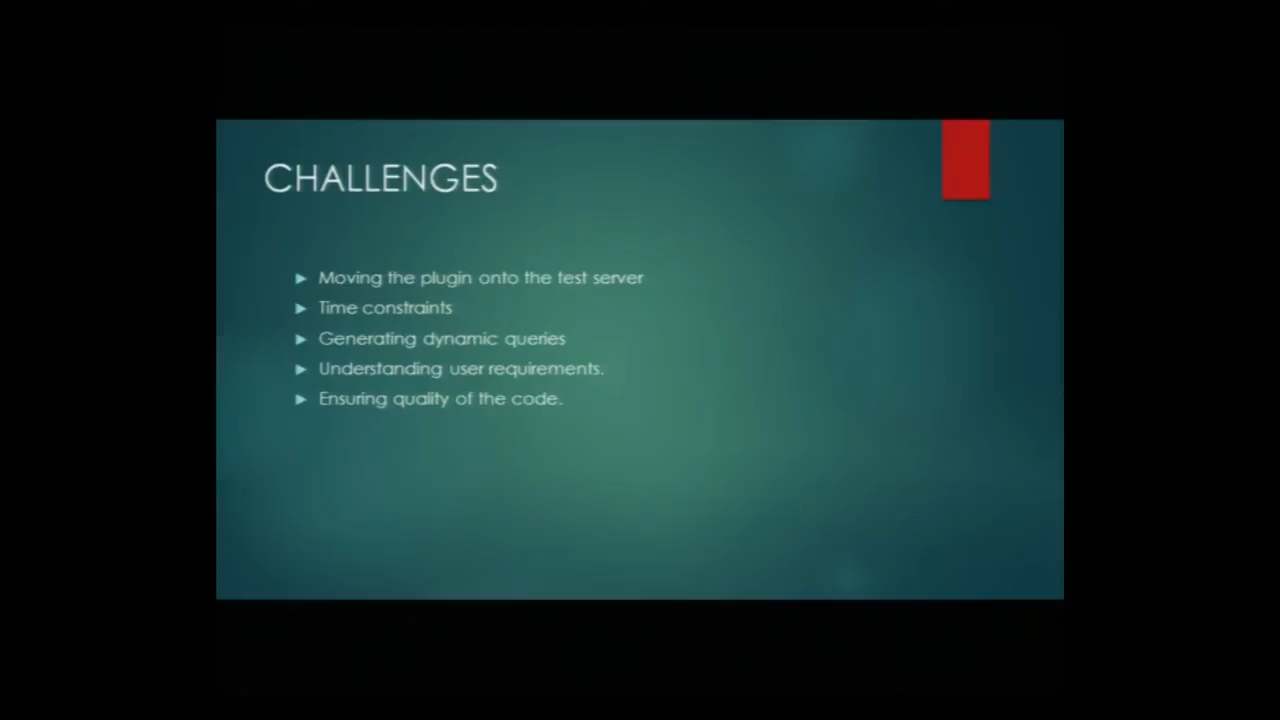 CHALLENGES
Moving the plugin onto the test server
Time constraints
Generating dynamic queries
Understanding user requirements.
Ensuring quality of the code.